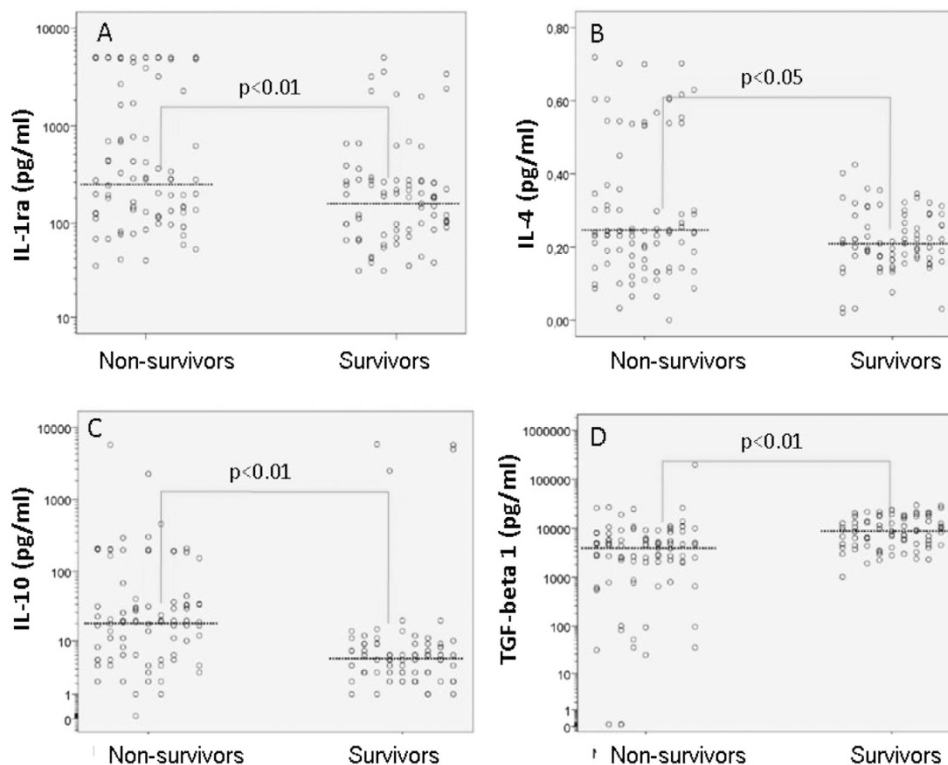 A
10000
1000
100
10
IL-1ra (pg/ml)
p<0.01
Non-survivors Survivors
B
0,80
0,60
0,40
0,20
0,00
IL-4 (pg/ml)
p<0.05
Non-survivors Survivors
C
10000
1000
100
10
1
0
IL-10 (pg/ml)
p<0.01
Non-survivors Survivors
D
1000000
100000
10000
1000
100
10
1
0
TGF-beta 1 (pg/ml)
p<0.01
Non-survivors Survivors